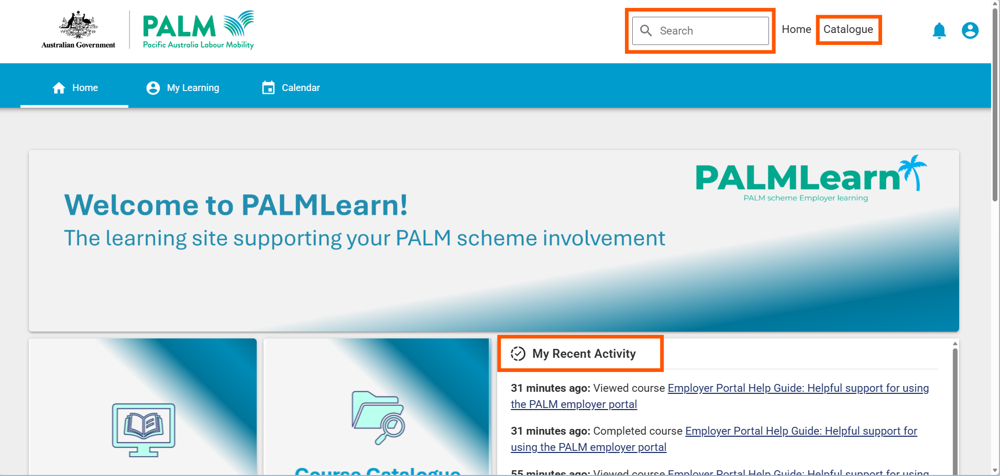 Australian Government
PALM
Pacific Australia Labour Mobility
Search
Home
Catalogue
Home
My Learning
Calendar
PALMLearn
PALM scheme Employer learning
Welcome to PALMLearn!
The learning site supporting your PALM scheme involvement
Course Catalogue
My Recent Activity
31 minutes ago: Viewed course Employer Portal Help Guide: Helpful support for using
the PALM employer portal
31 minutes ago: Completed course Employer Portal Help Guide: Helpful support for
using the PALM employer portal
55 minutes ago: Viewed course Employer Portal Help Guide: Helpful support for using